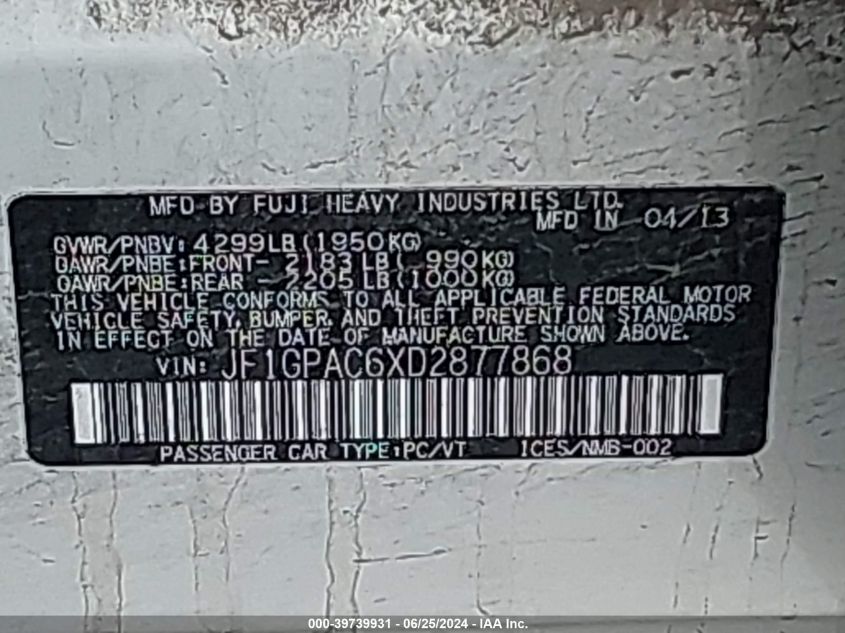 MFD BY FUJI HEAVY INDUSTRIES LTD.
MFD IN 04/13
GVWR/PNBV: 4299LB (1950KG)
GAWR/PNBE:FRONT- 2183 LB ( 990KG)
GAWR/PNBE:REAR - 2205 LB (1000KG)
THIS VEHICLE CONFORMS TO ALL APPLICABLE FEDERAL MOTOR
VEHICLE SAFETY, BUMPER, AND THEFT PREVENTION STANDARDS
IN EFFECT ON THE DATE OF MANUFACTURE SHOWN ABOVE.
VIN: JF1GPAC6XD2877868
PASSENGER CAR TYPE:PC/VT ICES/NMB-002
000-39739931 - 06/25/2024 - IAA Inc.